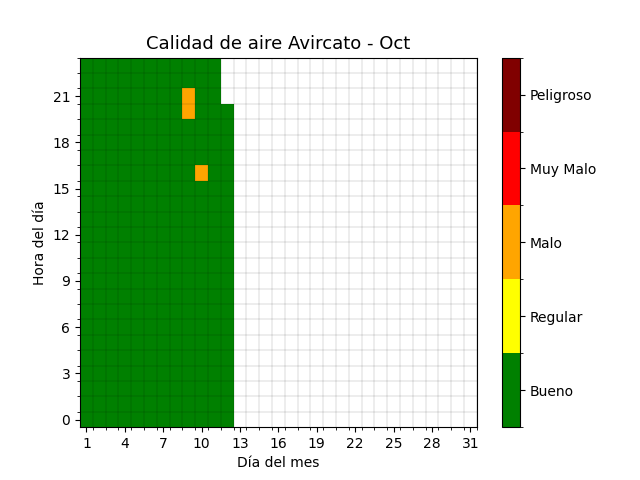 Calidad de aire Avircato - Oct
Hora del día
21
18
15
12
9
6
3
0
1 4 7 10 13 16 19 22 25 28 31
Día del mes
Peligroso
Muy Malo
Malo
Regular
Bueno